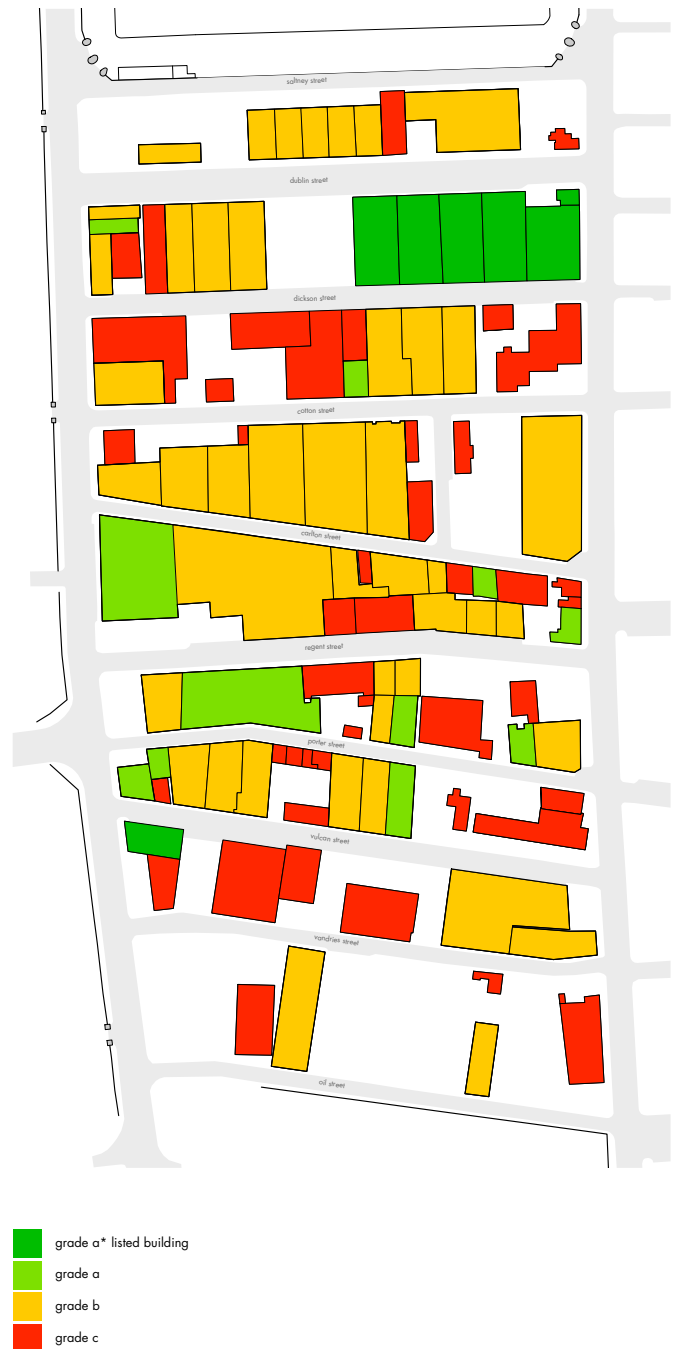 saltney street
dublin street
dickson street
cotton street
carlton street
regent street
porter street
vulcan street
vandries street
oil street
grade a* listed building
grade a
grade b
grade c